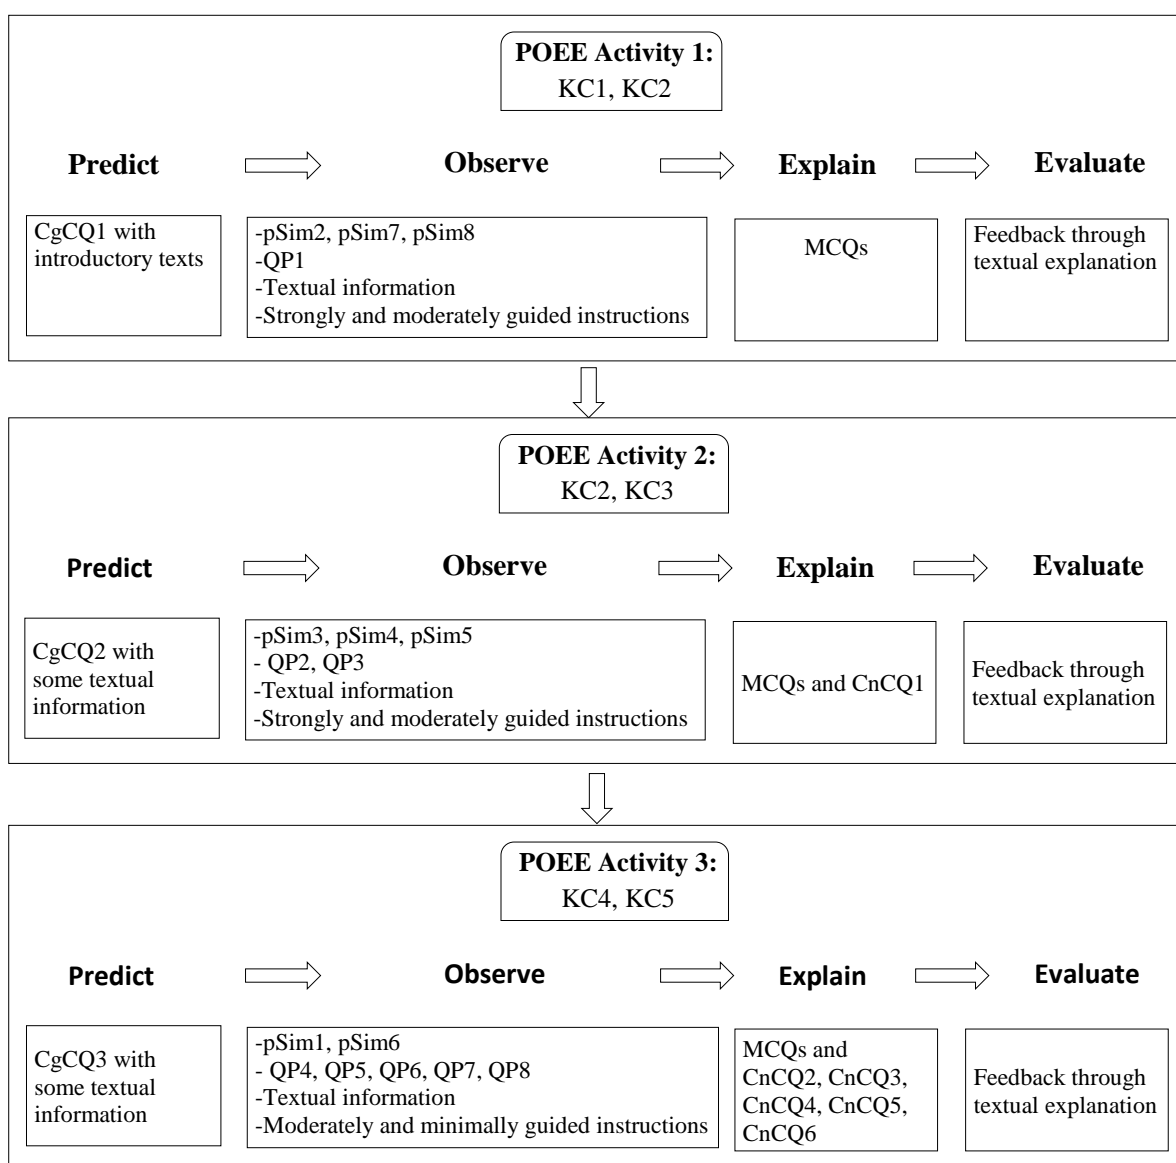 POEE Activity 1:
KC1, KC2
Predict
Observe
Explain
Evaluate
CgCQ1 with
introductory texts
-pSim2, pSim7, pSim8
-QP1
-Textual information
-Strongly and moderately guided instructions
MCQs
Feedback through
textual explanation
POEE Activity 2:
KC2, KC3
Predict
Observe
Explain
Evaluate
CgCQ2 with
some textual
information
-pSim3, pSim4, pSim5
- QP2, QP3
-Textual information
-Strongly and moderately guided instructions
MCQs and CnCQ1
Feedback through
textual explanation
POEE Activity 3:
KC4, KC5
Predict
Observe
Explain
Evaluate
CgCQ3 with
some textual
information
-pSim1, pSim6
- QP4, QP5, QP6, QP7, QP8
-Textual information
-Moderately and minimally guided instructions
MCQs and
CnCQ2, CnCQ3,
CnCQ4, CnCQ5,
CnCQ6
Feedback through
textual explanation